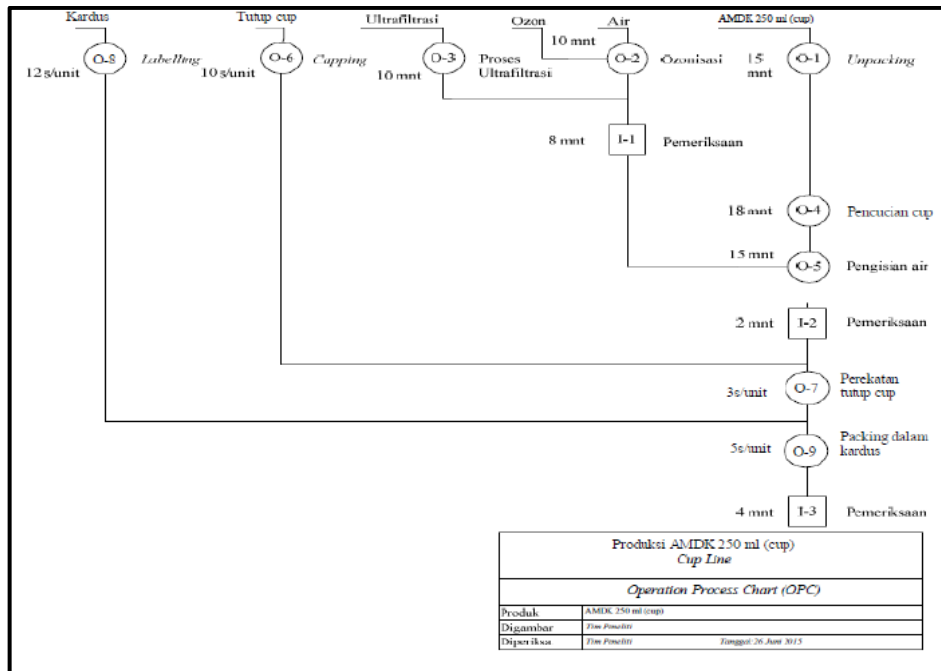 Kardus
Tutup cup
Ultrafiltrasi
Ozon
Air
AMDK 250 ml (cup)
12 s/unit
O-8
Labelling
10 s/unit
O-6
Capping
10 mnt
O-3
Proses
Ultrafiltrasi
10 mnt
O-2
Ozonisasi
15
mnt
O-1
Unpacking
8 mnt
I-1
Pemeriksaan
18 mnt
O-4
Pencucian cup
15 mnt
O-5
Pengisian air
2 mnt
I-2
Pemeriksaan
3s/unit
O-7
Perekatan
tutup cup
5s/unit
O-9
Packing dalam
kardus
4 mnt
I-3
Pemeriksaan
Produksi AMDK 250 ml (cup)
Cup Line
Operation Process Chart (OPC)
Produk AMDK 250 ml (cup)
Digambar Tim Peneliti
Diperiksa Tim Peneliti Tanggal: 26 Juni 2015